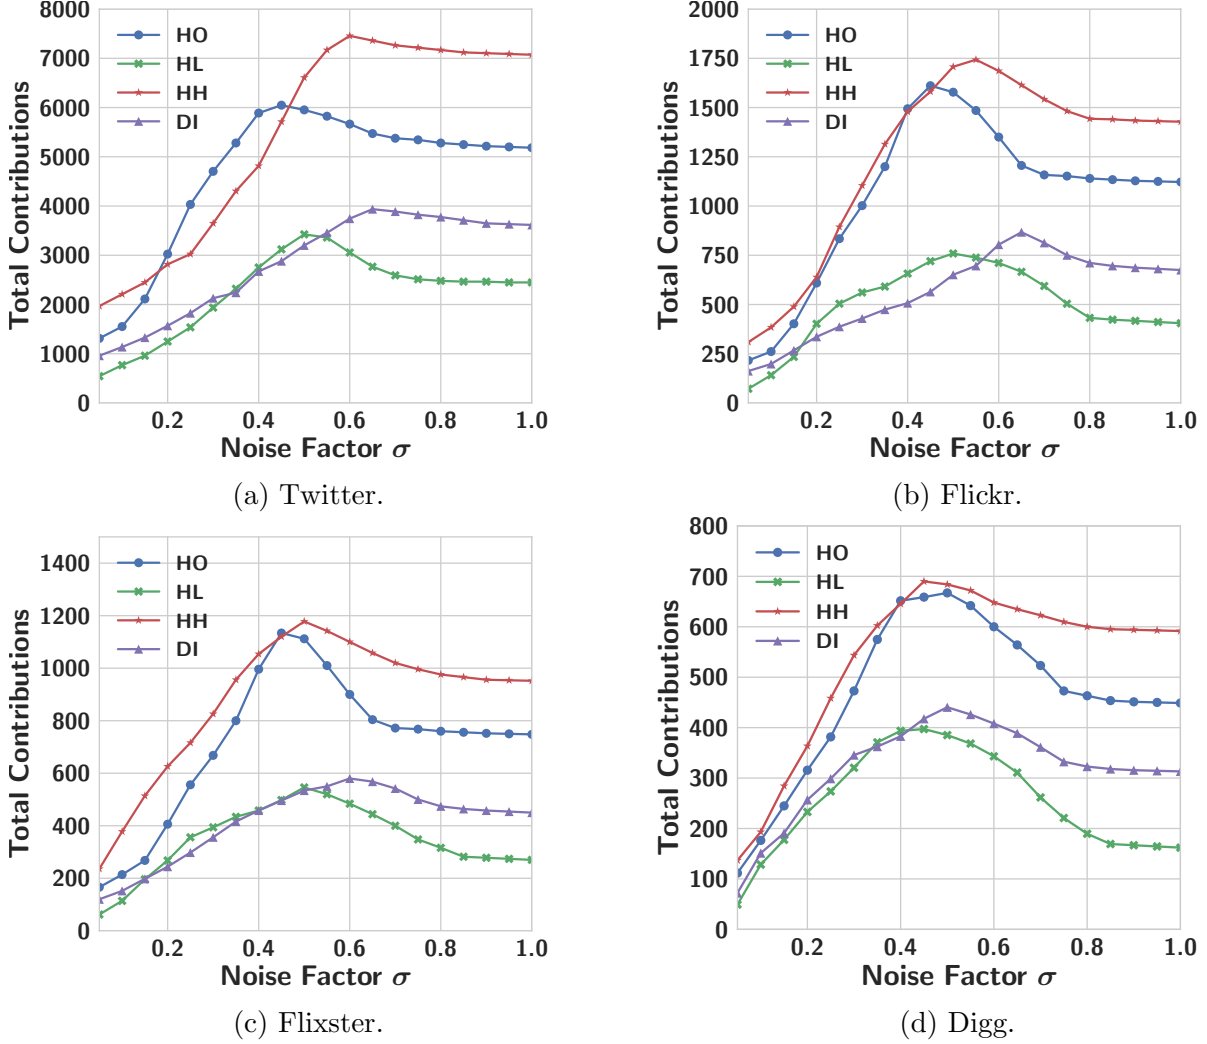 8000
7000
6000
5000
4000
3000
2000
1000
0
Total Contributions
HO
HL
HH
DI
0.2 0.4 0.6 0.8 1.0
Noise Factor σ
(a) Twitter.
2000
1750
1500
1250
1000
750
500
250
0
Total Contributions
HO
HL
HH
DI
0.2 0.4 0.6 0.8 1.0
Noise Factor σ
(b) Flickr.
1400
1200
1000
800
600
400
200
0
Total Contributions
HO
HL
HH
DI
0.2 0.4 0.6 0.8 1.0
Noise Factor σ
(c) Flixster.
800
700
600
500
400
300
200
100
0
Total Contributions
HO
HL
HH
DI
0.2 0.4 0.6 0.8 1.0
Noise Factor σ
(d) Digg.